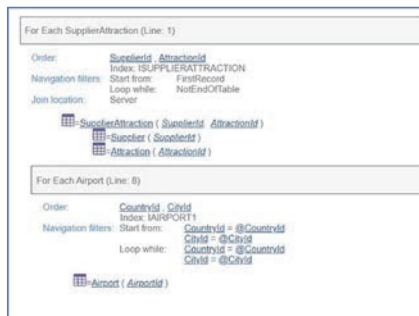 For Each SupplierAttraction (Line: 1)
Order: SupplierId , AttractionId
Index: ISUPPLIERATTRACTION
Navigation filters: Start from: FirstRecord
Loop while: NotEndOfTable
Join location: Server
=SupplierAttraction ( SupplierId, AttractionId )
=Supplier ( SupplierId )
=Attraction ( AttractionId )
For Each Airport (Line: 8)
Order: CountryId , CityId
Index: IAIRPORT1
Navigation filters: Start from: CountryId = @CountryId
CityId = @CityId
Loop while: CountryId = @CountryId
CityId = @CityId
=Airport ( AirportId )